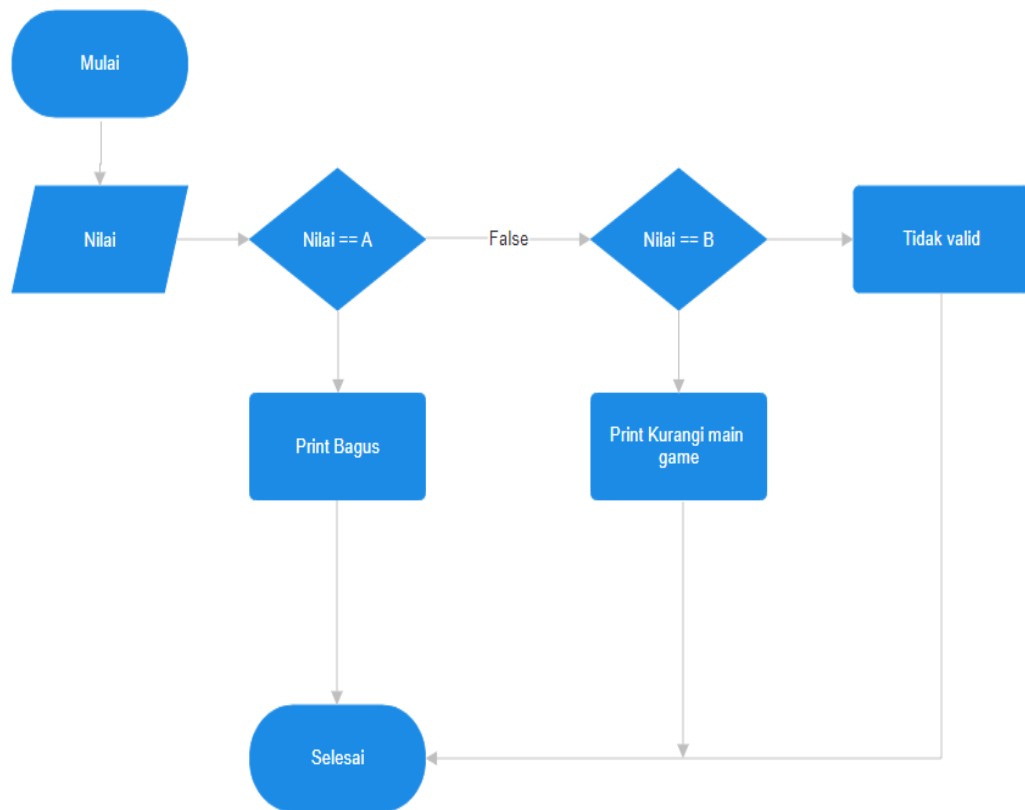 Mulai
Nilai
Nilai == A
False
Nilai == B
Tidak valid
Print Bagus
Print Kurangi main
game
Selesai